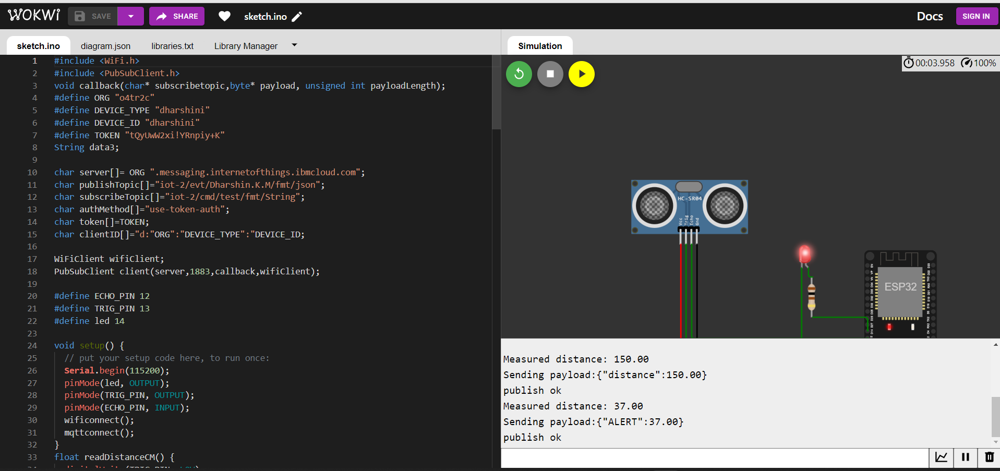 WOKWi
SAVE
SHARE
sketch.ino
Docs
SIGN IN
sketch.ino
diagram.json
libraries.txt
Library Manager
Simulation
1 #include <WiFi.h>
2 #include <PubSubClient.h>
3 void callback(char* subscribetopic,byte* payload, unsigned int payloadLength);
4 #define ORG "o4tr2c"
5 #define DEVICE_TYPE "dharshini"
6 #define DEVICE_ID "dharshini"
7 #define TOKEN "tQyUwW2xi!YRnpiy+K"
8 String data3;
9
10 char server[]= ORG ".messaging.internetofthings.ibmcloud.com";
11 char publishTopic[]="iot-2/evt/Dharshin.K.M/fmt/json";
12 char subscribeTopic[]="iot-2/cmd/test/fmt/String";
13 char authMethod[]="use-token-auth";
14 char token[]=TOKEN;
15 char clientID[]="d:"ORG":"DEVICE_TYPE":"DEVICE_ID;
16
17 WiFiClient wifiClient;
18 PubSubClient client(server,1883,callback,wifiClient);
19
20 #define ECHO_PIN 12
21 #define TRIG_PIN 13
22 #define led 14
23
24 void setup() {
25 // put your setup code here, to run once:
26 Serial.begin(115200);
27 pinMode(led, OUTPUT);
28 pinMode(TRIG_PIN, OUTPUT);
29 pinMode(ECHO_PIN, INPUT);
30 wificonnect();
31 mqttconnect();
32 }
33 float readDistanceCM() {
00:03.958 100%
HC-SR04
Vcc
Trig
Echo
Gnd
ESP32
Measured distance: 150.00
Sending payload:{"distance":150.00}
publish ok
Measured distance: 37.00
Sending payload:{"ALERT":37.00}
publish ok